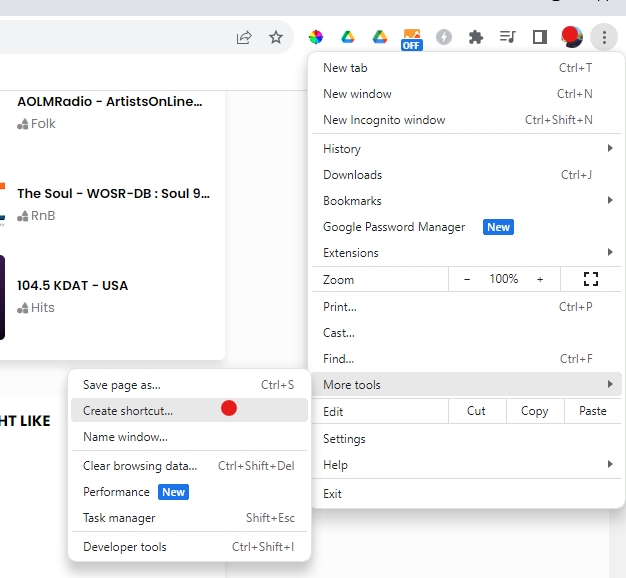 OFF
New tab Ctrl+T
New window Ctrl+N
New Incognito window Ctrl+Shift+N
History
Downloads Ctrl+J
Bookmarks
Google Password Manager New
Extensions
Zoom - 100% +
Print... Ctrl+P
Cast...
Find... Ctrl+F
More tools
Edit Cut Copy Paste
Settings
Help
Exit
AOLMRadio - ArtistsOnLine...
Folk
The Soul - WOSR-DB : Soul 9...
RnB
104.5 KDAT - USA
Hits
HT LIKE
Save page as... Ctrl+S
Create shortcut...
Name window...
Clear browsing data... Ctrl+Shift+Del
Performance New
Task manager Shift+Esc
Developer tools Ctrl+Shift+I